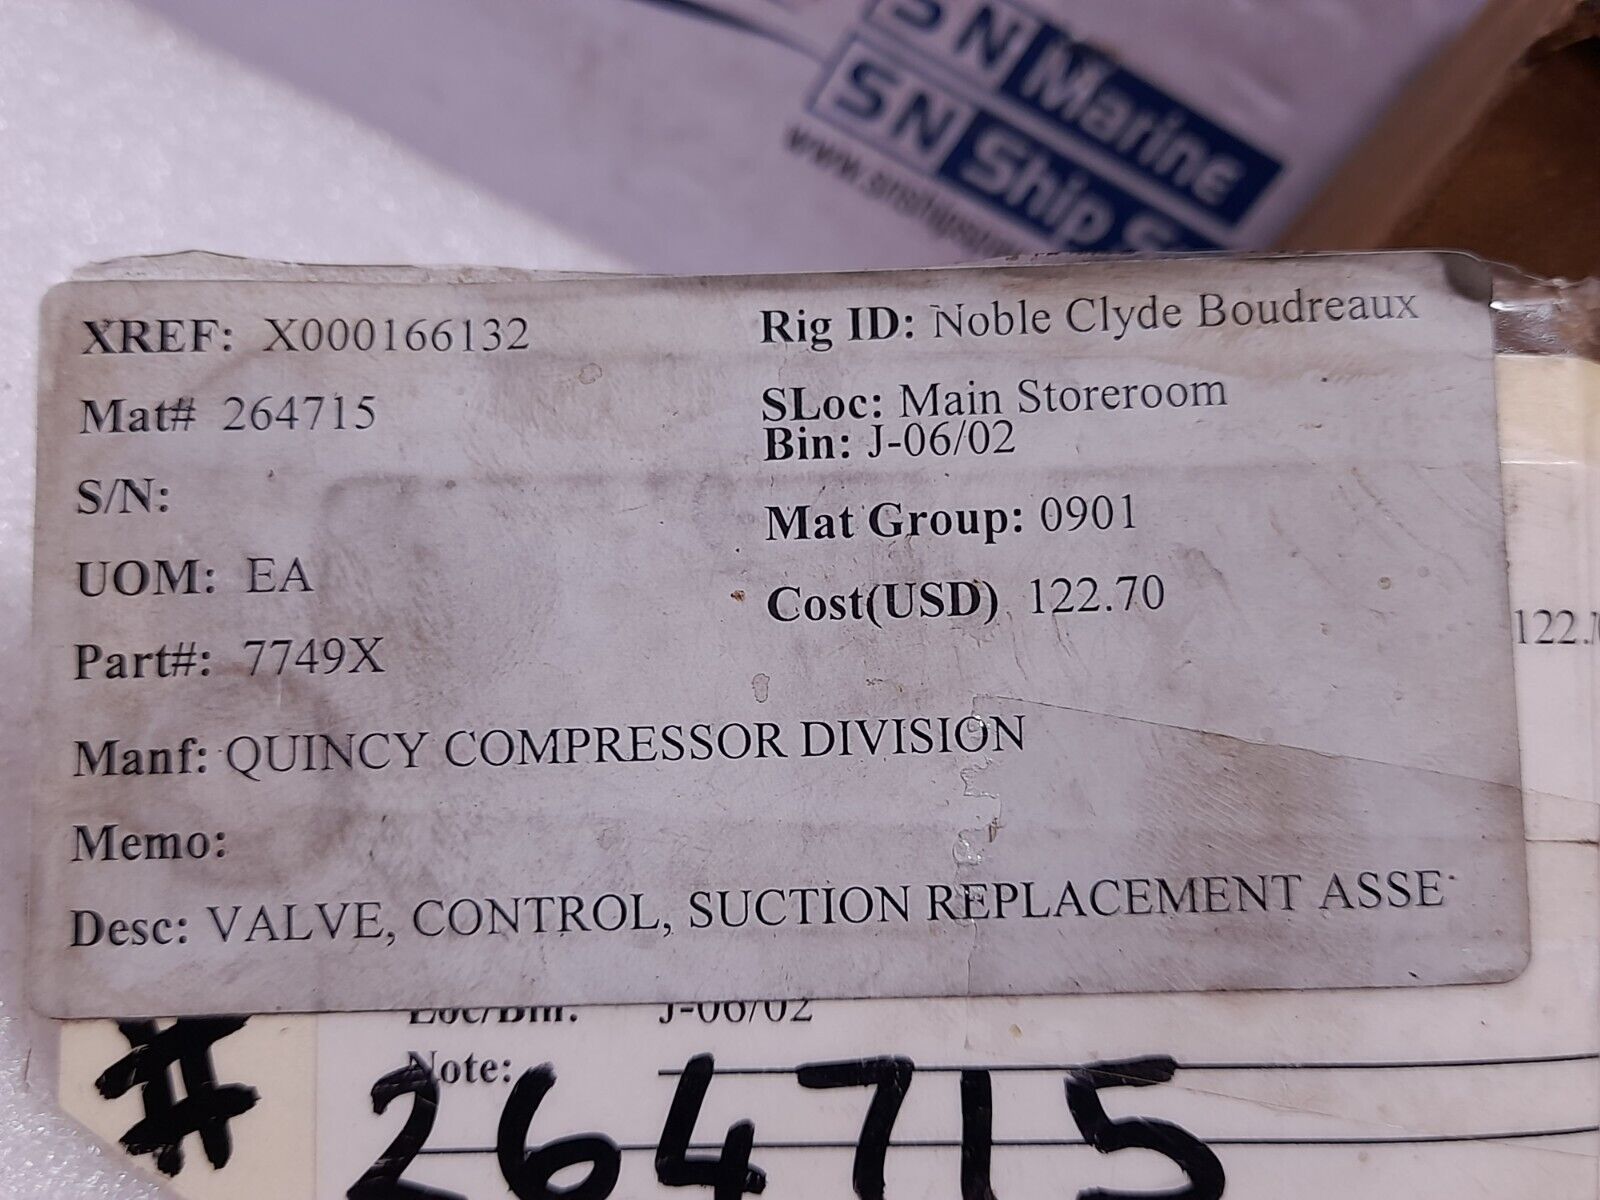 SN Marine
SN Ship
XREF: X000166132
Rig ID: Noble Clyde Boudreaux
Mat# 264715
SLoc: Main Storeroom
Bin: J-06/02
S/N:
Mat Group: 0901
UOM: EA
Cost(USD) 122.70
122.
Part#: 7749X
Manf: QUINCY COMPRESSOR DIVISION
Memo:
Desc: VALVE, CONTROL, SUCTION REPLACEMENT ASSE
Loc/Bin: J-06/02
Note:
# 264715